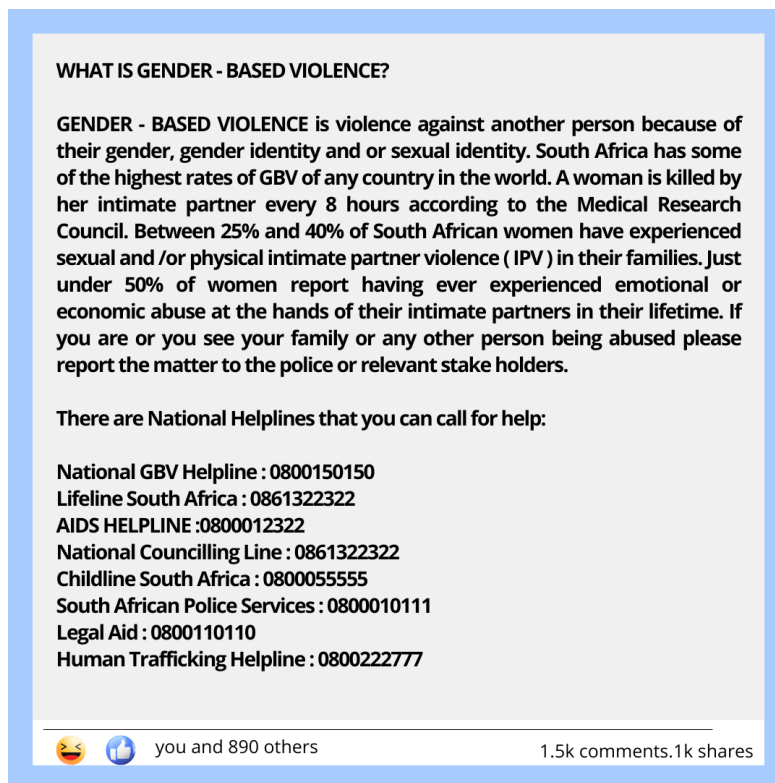 WHAT IS GENDER - BASED VIOLENCE?
GENDER - BASED VIOLENCE is violence against another person because of
their gender, gender identity and or sexual identity. South Africa has some
of the highest rates of GBV of any country in the world. A woman is killed by
her intimate partner every 8 hours according to the Medical Research
Council. Between 25% and 40% of South African women have experienced
sexual and /or physical intimate partner violence ( IPV ) in their families. Just
under 50% of women report having ever experienced emotional or
economic abuse at the hands of their intimate partners in their lifetime. If
you are or you see your family or any other person being abused please
report the matter to the police or relevant stake holders.
There are National Helplines that you can call for help:
National GBV Helpline : 0800150150
Lifeline South Africa : 0861322322
AIDS HELPLINE :0800012322
National Councilling Line : 0861322322
Childline South Africa : 0800055555
South African Police Services : 0800010111
Legal Aid : 0800110110
Human Trafficking Helpline : 0800222777
you and 890 others
1.5k comments.1k shares